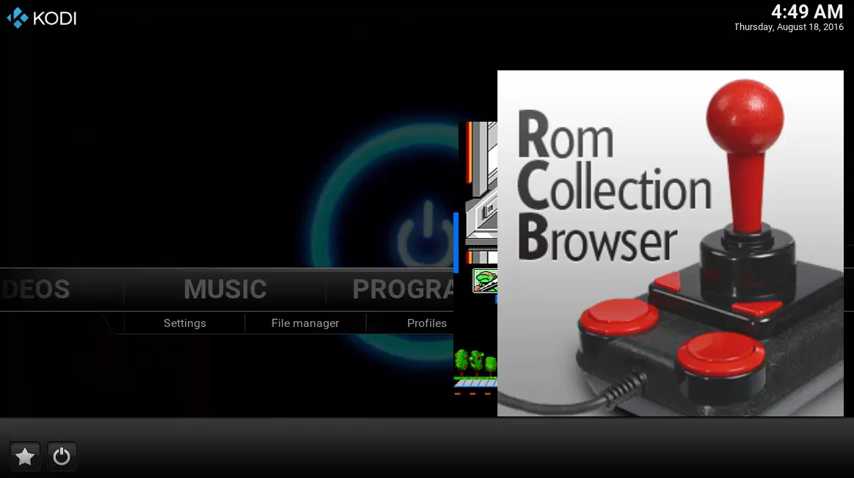 KODI
4:49 AM
Thursday, August 18, 2016
Rom
Collection
Browser
DEOS
MUSIC
PROGRA
Settings
File manager
Profiles